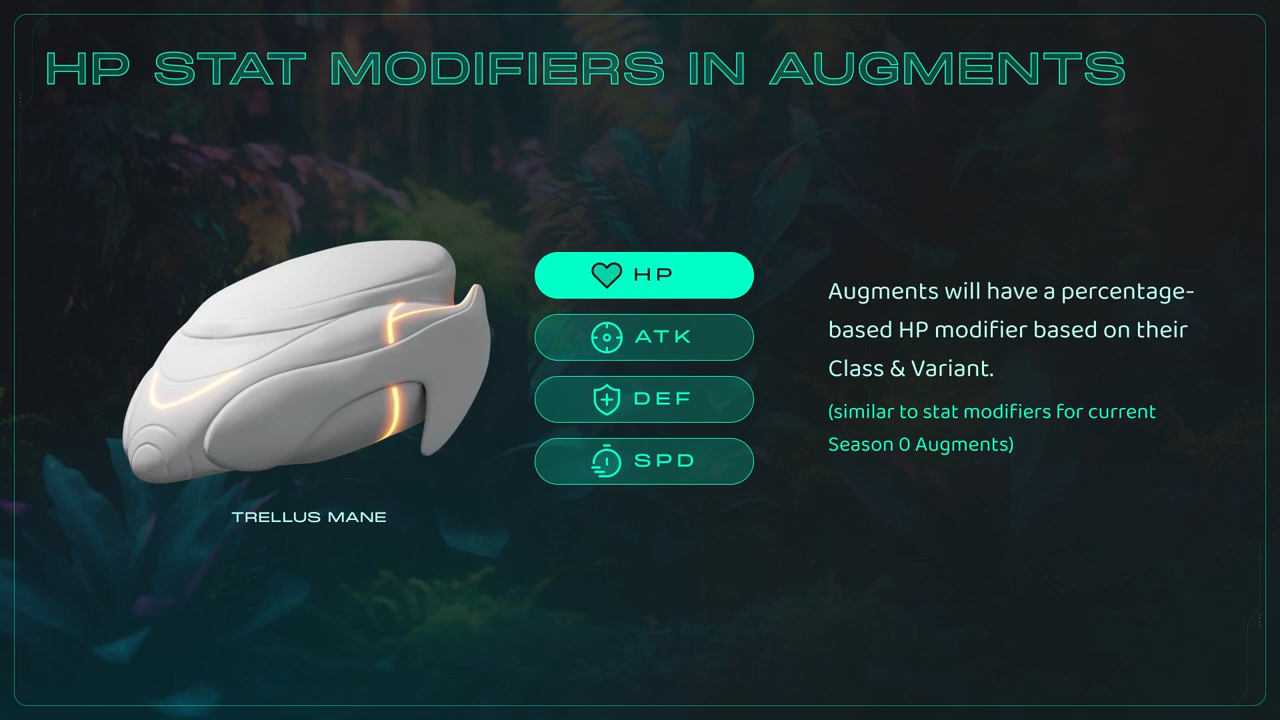 HP STAT MODIFIERS IN AUGMENTS
HP
ATK
DEF
SPD
TRELLUS MANE
Augments will have a percentage-
based HP modifier based on their
Class & Variant.
(similar to stat modifiers for current
Season 0 Augments)